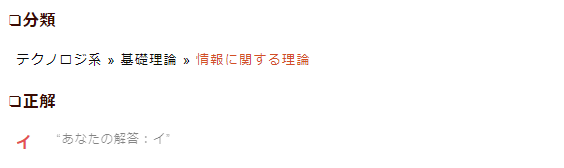 ❏分類
テクノロジ系 » 基礎理論 » 情報に関する理論
❏正解
イ “あなたの解答：イ”